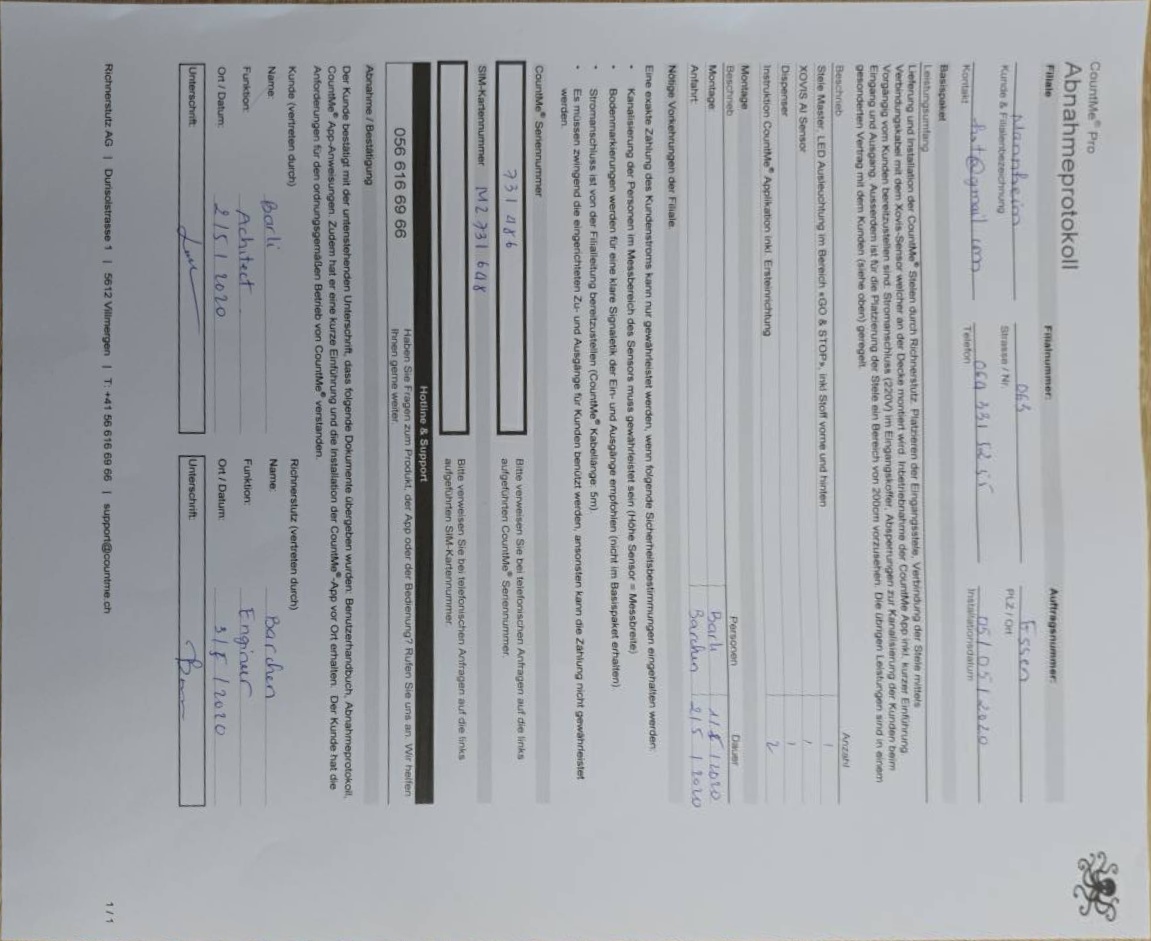 CountMe® Pro
Abnahmeprotokoll
Filiale Filialnummer: Auftragsnummer:
Mannheim 063 Essen
Kunde & Filialenbezeichnung Strasse / Nr. PLZ / Ort
069 331 52 55 05/05/2020
Kontakt Telefon Installationsdatum
Basispaket
Leistungsumfang
Lieferung und Installation der CountMe® Stelen durch Richnerstutz. Platzieren der Eingangsstele, Verbindung der Stele mittels
Verbindungskabel mit dem Xovis-Sensor welcher an der Decke montiert wird. Inbetriebnahme der CountMe App inkl. kurzer Einführung
Vorgängig vom Kunden bereitzustellen sind: Stromanschluss (220V) im Eingangskoffer, Absperrungen zur Kanalisierung der Kunden beim
Eingang und Ausgang. Ausserdem ist für die Platzierung der Stele ein Bereich von 200cm vorzusehen. Die übrigen Leistungen sind in einem
gesonderten Vertrag mit dem Kunden (siehe oben) geregelt.
Beschrieb Anzahl
Stele Master, LED Ausleuchtung im Bereich «GO & STOP», inkl Stoff vorne und hinten 1
XOVIS AI Sensor 1
Dispenser 1
Instruktion CountMe® Applikation inkl. Ersteinrichtung 2
Montage
Beschrieb Personen Dauer
Montage Barli 1/5/2020
Anfahrt Barchen 2/5/2020
Nötige Vorkehrungen der Filiale
Eine exakte Zählung des Kundenstroms kann nur gewährleistet werden, wenn folgende Sicherheitsbestimmungen eingehalten werden:
• Kanalisierung der Personen im Messbereich des Sensors muss gewährleistet sein (Höhe Sensor = Messbreite)
• Bodenmarkierungen werden für eine klare Signaletik der Ein- und Ausgänge empfohlen (nicht im Basispaket erhalten).
• Stromanschluss ist von der Filialleitung bereitzustellen (CountMe® Kabellänge: 5m)
• Es müssen zwingend die eingerichteten Zu- und Ausgänge für Kunden benützt werden, ansonsten kann die Zählung nicht gewährleistet
werden.
CountMe® Seriennummer
731486
Bitte verweisen Sie bei telefonischen Anfragen auf die links
aufgeführten CountMe® Seriennummer.
SIM-Kartennummer M2 731 648
Bitte verweisen Sie bei telefonischen Anfragen auf die links
aufgeführten SIM-Kartennummer.
Hotline & Support
056 616 69 66
Haben Sie Fragen zum Produkt, der App oder der Bedienung? Rufen Sie uns an. Wir helfen
Ihnen gerne weiter.
Abnahme / Bestätigung
Der Kunde bestätigt mit der untenstehenden Unterschrift, dass folgende Dokumente übergeben wurden: Benutzerhandbuch, Abnahmeprotokoll,
CountMe® App-Anweisungen. Zudem hat er eine kurze Einführung und die Installation der CountMe®-App vor Ort erhalten. Der Kunde hat die
Anforderungen für den ordnungsgemäßen Betrieb von CountMe® verstanden.
Kunde (vertreten durch) Richnerstutz (vertreten durch)
Name: Barli Name: Barchen
Funktion: Achitect Funktion: Enginur
Ort / Datum: 2/5/2020 Ort / Datum: 3/5/2020
Unterschrift: Unterschrift:
Richnerstutz AG | Durisolstrasse 1 | 5612 Villmergen | T: +41 56 616 69 66 | support@countme.ch 1 / 1